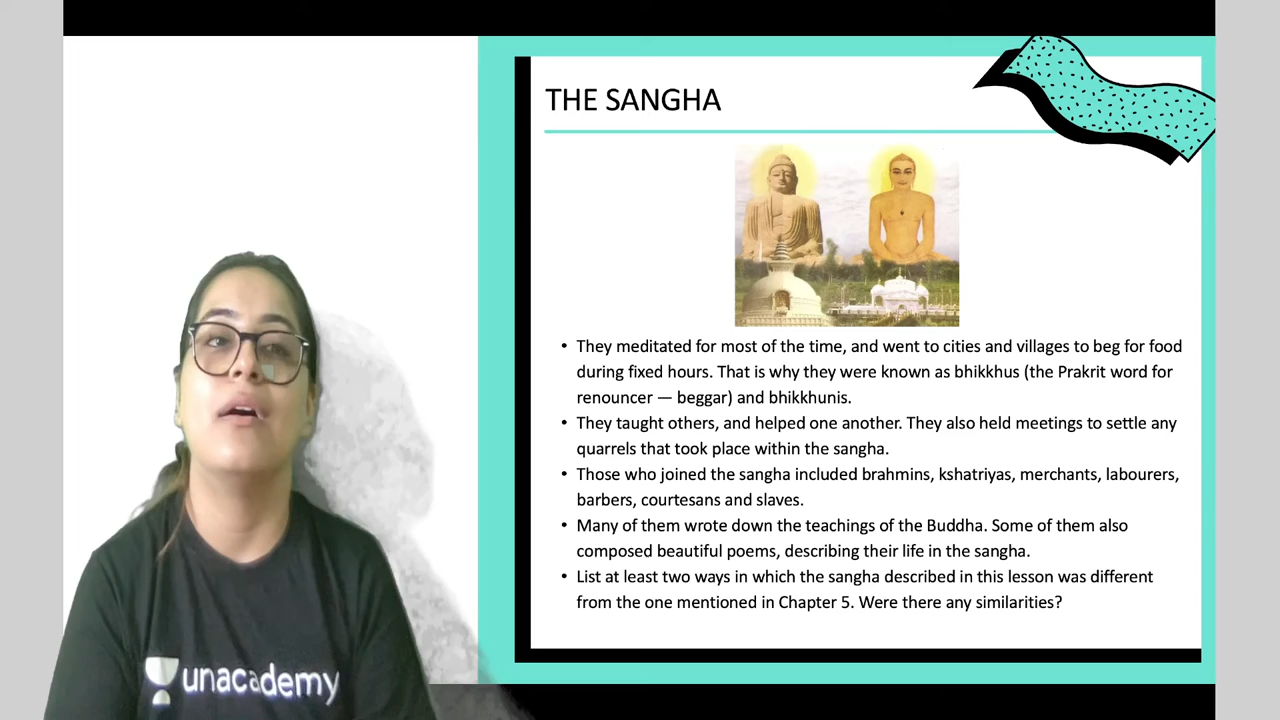 THE SANGHA
• They meditated for most of the time, and went to cities and villages to beg for food
during fixed hours. That is why they were known as bhikkhus (the Prakrit word for
renouncer — beggar) and bhikkhunis.
• They taught others, and helped one another. They also held meetings to settle any
quarrels that took place within the sangha.
• Those who joined the sangha included brahmins, kshatriyas, merchants, labourers,
barbers, courtesans and slaves.
• Many of them wrote down the teachings of the Buddha. Some of them also
composed beautiful poems, describing their life in the sangha.
• List at least two ways in which the sangha described in this lesson was different
from the one mentioned in Chapter 5. Were there any similarities?
unacademy